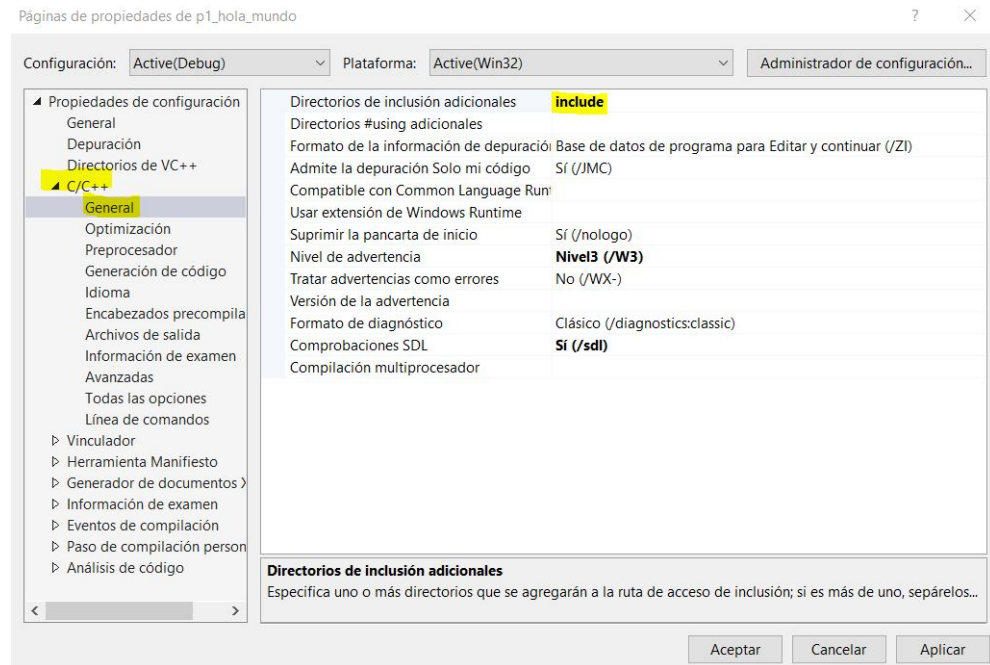 Páginas de propiedades de p1_hola_mundo ? ×
Configuración: Active(Debug) Plataforma: Active(Win32) Administrador de configuración...
Propiedades de configuración
General
Depuración
Directorios de VC++
C/C++
General
Optimización
Preprocesador
Generación de código
Idioma
Encabezados precompila
Archivos de salida
Información de examen
Avanzadas
Todas las opciones
Línea de comandos
Vinculador
Herramienta Manifiesto
Generador de documentos X
Información de examen
Eventos de compilación
Paso de compilación person
Análisis de código
Directorios de inclusión adicionales include
Directorios #using adicionales
Formato de la información de depuración Base de datos de programa para Editar y continuar (/ZI)
Admite la depuración Solo mi código Sí (/JMC)
Compatible con Common Language Runt
Usar extensión de Windows Runtime
Suprimir la pancarta de inicio Sí (/nologo)
Nivel de advertencia Nivel3 (/W3)
Tratar advertencias como errores No (/WX-)
Versión de la advertencia
Formato de diagnóstico Clásico (/diagnostics:classic)
Comprobaciones SDL Sí (/sdl)
Compilación multiprocesador
Directorios de inclusión adicionales
Especifica uno o más directorios que se agregarán a la ruta de acceso de inclusión; si es más de uno, sepárelos...
Aceptar Cancelar Aplicar